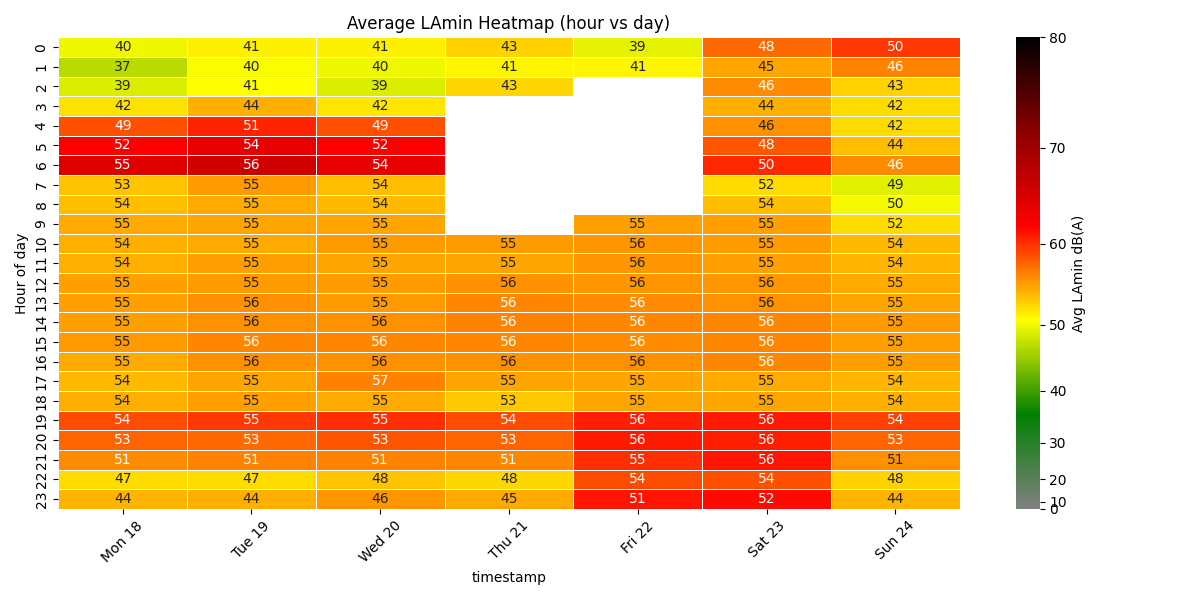 Average LAmin Heatmap (hour vs day)
0 40 41 41 43 39 48 50
1 37 40 40 41 41 45 46
2 39 41 39 43 46 43
3 42 44 42 44 42
4 49 51 49 46 42
5 52 54 52 48 44
6 55 56 54 50 46
7 53 55 54 52 49
8 54 55 54 54 50
9 55 55 55 55 55 52
10 54 55 55 55 56 55 54
11 54 55 55 55 56 55 54
12 55 55 55 56 56 56 55
13 55 56 55 56 56 56 55
14 55 56 56 56 56 56 55
15 55 56 56 56 56 56 55
16 55 56 56 56 56 56 55
17 54 55 57 55 55 55 54
18 54 55 55 53 55 55 54
19 54 55 55 54 56 56 54
20 53 53 53 53 56 56 53
21 51 51 51 51 55 56 51
22 47 47 48 48 54 54 48
23 44 44 46 45 51 52 44
Hour of day
Mon 18 Tue 19 Wed 20 Thu 21 Fri 22 Sat 23 Sun 24
timestamp
80
70
60
50
40
30
20
10
0
Avg LAmin dB(A)